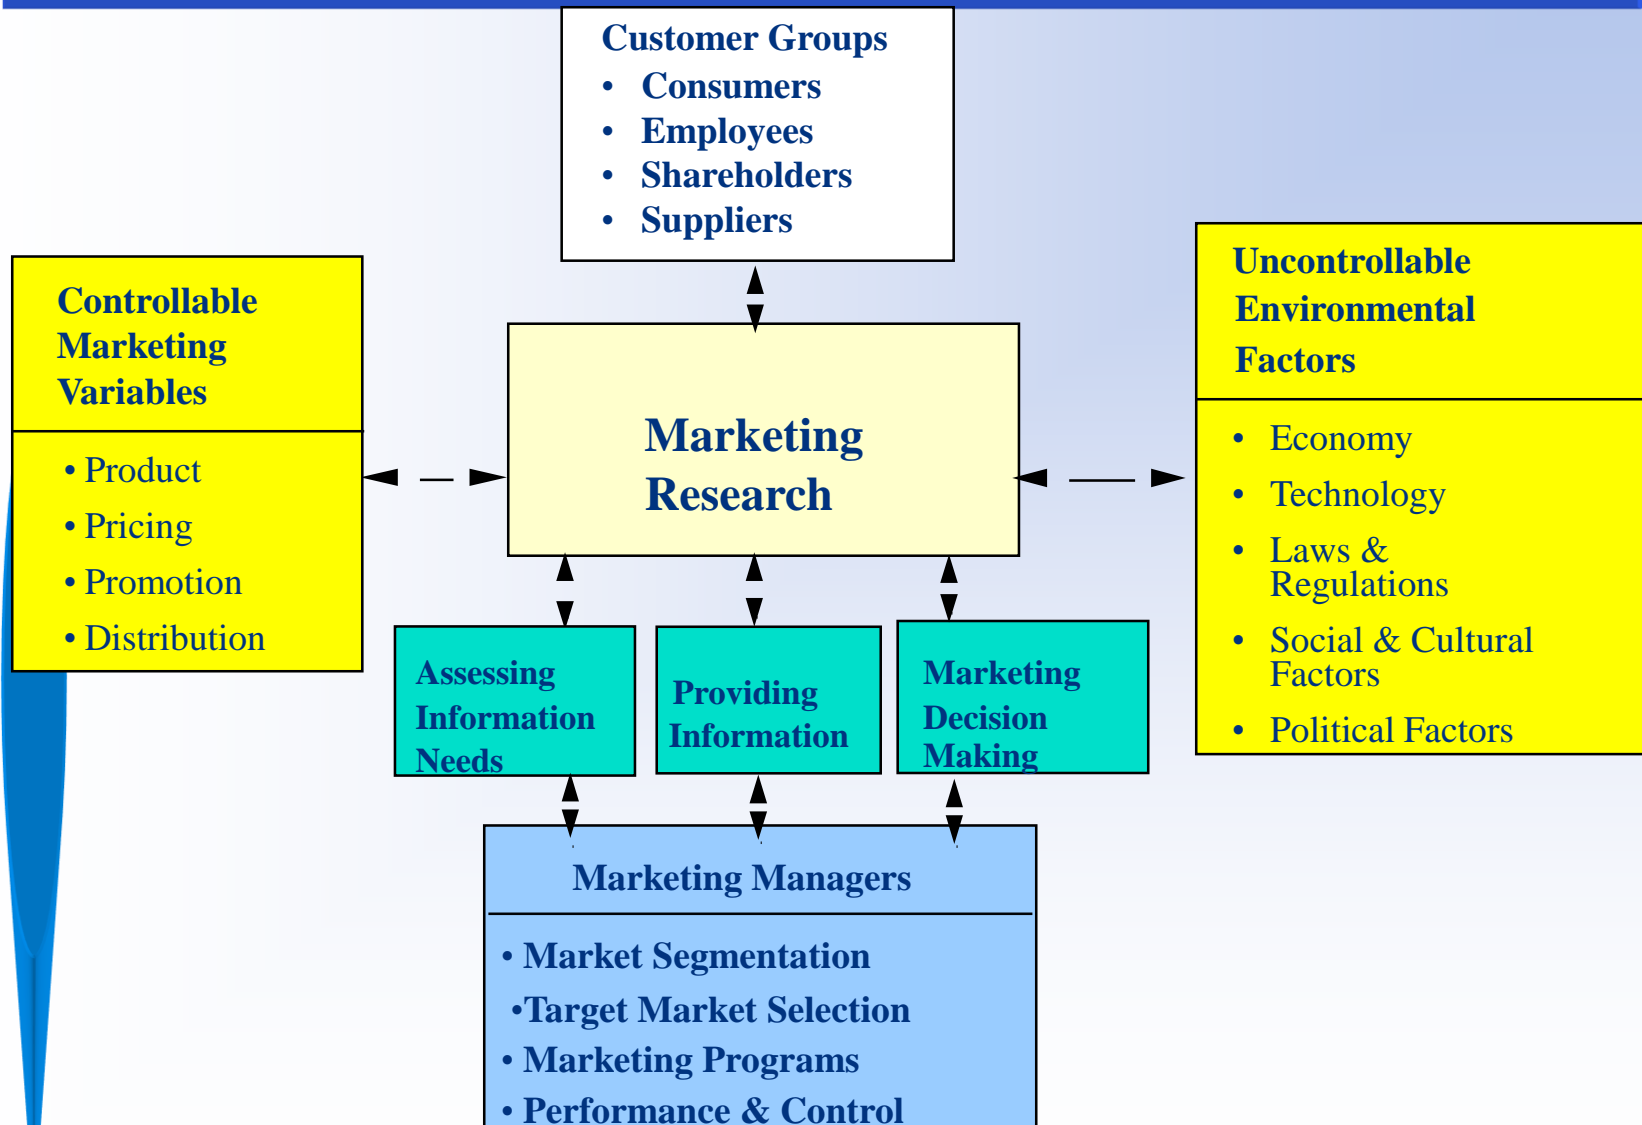 Customer Groups
• Consumers
• Employees
• Shareholders
• Suppliers
Controllable
Marketing
Variables
• Product
• Pricing
• Promotion
• Distribution
Marketing
Research
Uncontrollable
Environmental
Factors
• Economy
• Technology
• Laws &
Regulations
• Social & Cultural
Factors
• Political Factors
Assessing
Information
Needs
Providing
Information
Marketing
Decision
Making
Marketing Managers
• Market Segmentation
•Target Market Selection
• Marketing Programs
• Performance & Control